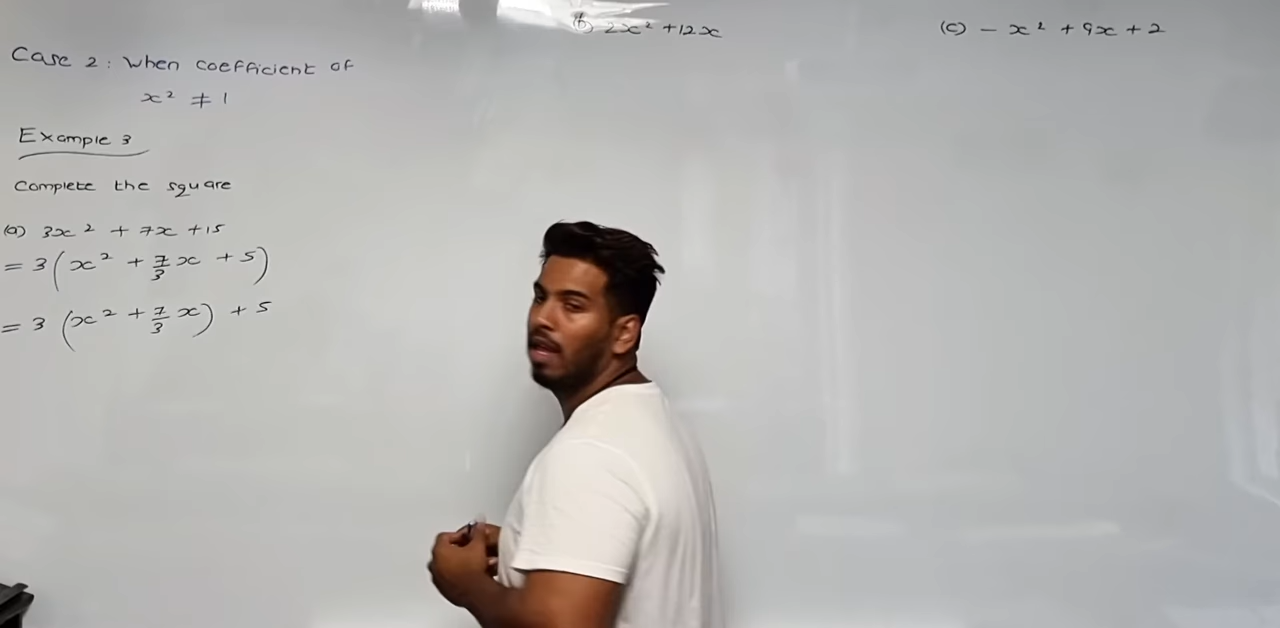 Case 2: When coefficient of
x² ≠ 1
Example 3
Complete the square
(a) 3x² + 7x + 15
= 3(x² + 7/3 x + 5)
= 3(x² + 7/3 x) + 5
(b) 2x² + 12x
(c) - x² + 9x + 2